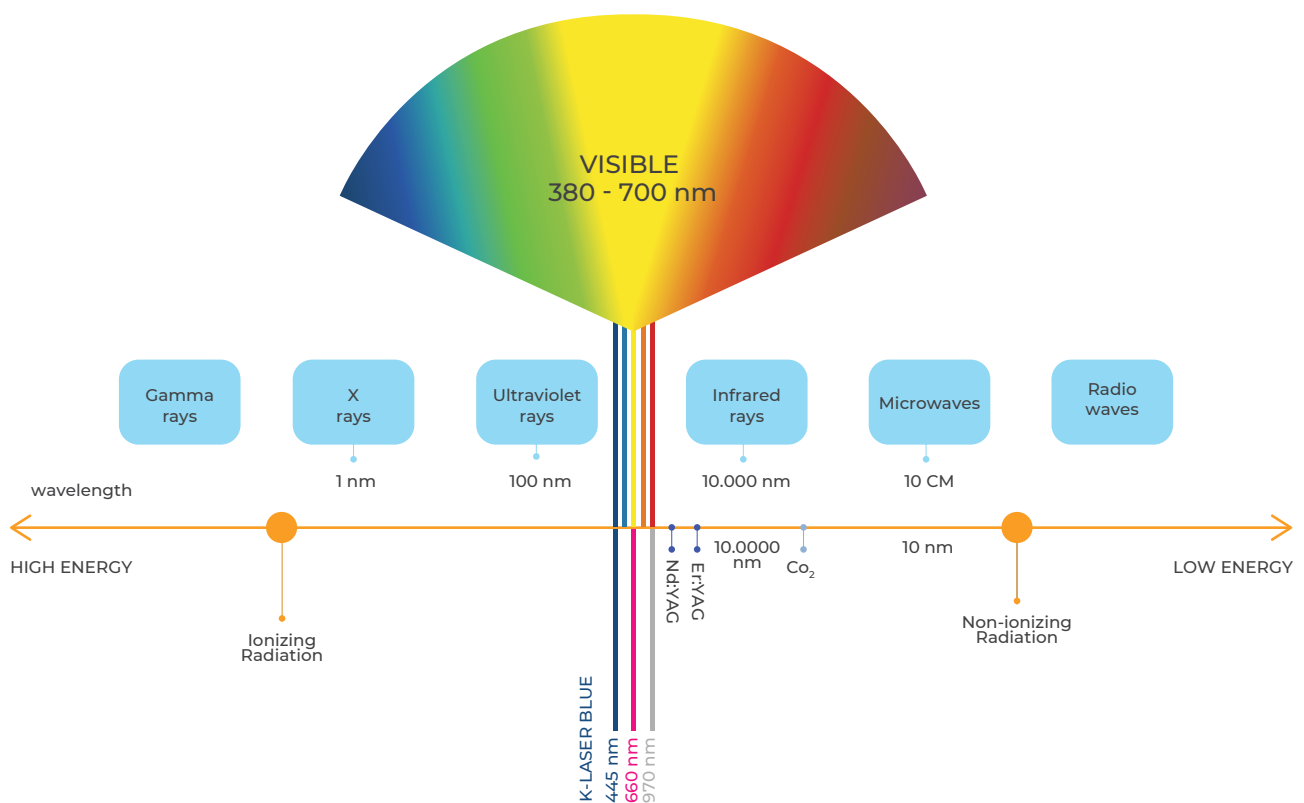 VISIBLE
380 - 700 nm
Gamma
rays
X
rays
Ultraviolet
rays
Infrared
rays
Microwaves
Radio
waves
1 nm
100 nm
10.000 nm
10 CM
wavelength
HIGH ENERGY
LOW ENERGY
10.0000
nm
10 nm
Nd:YAG
Er:YAG
Co₂
Ionizing
Radiation
Non-ionizing
Radiation
K-LASER BLUE
445 nm
660 nm
970 nm